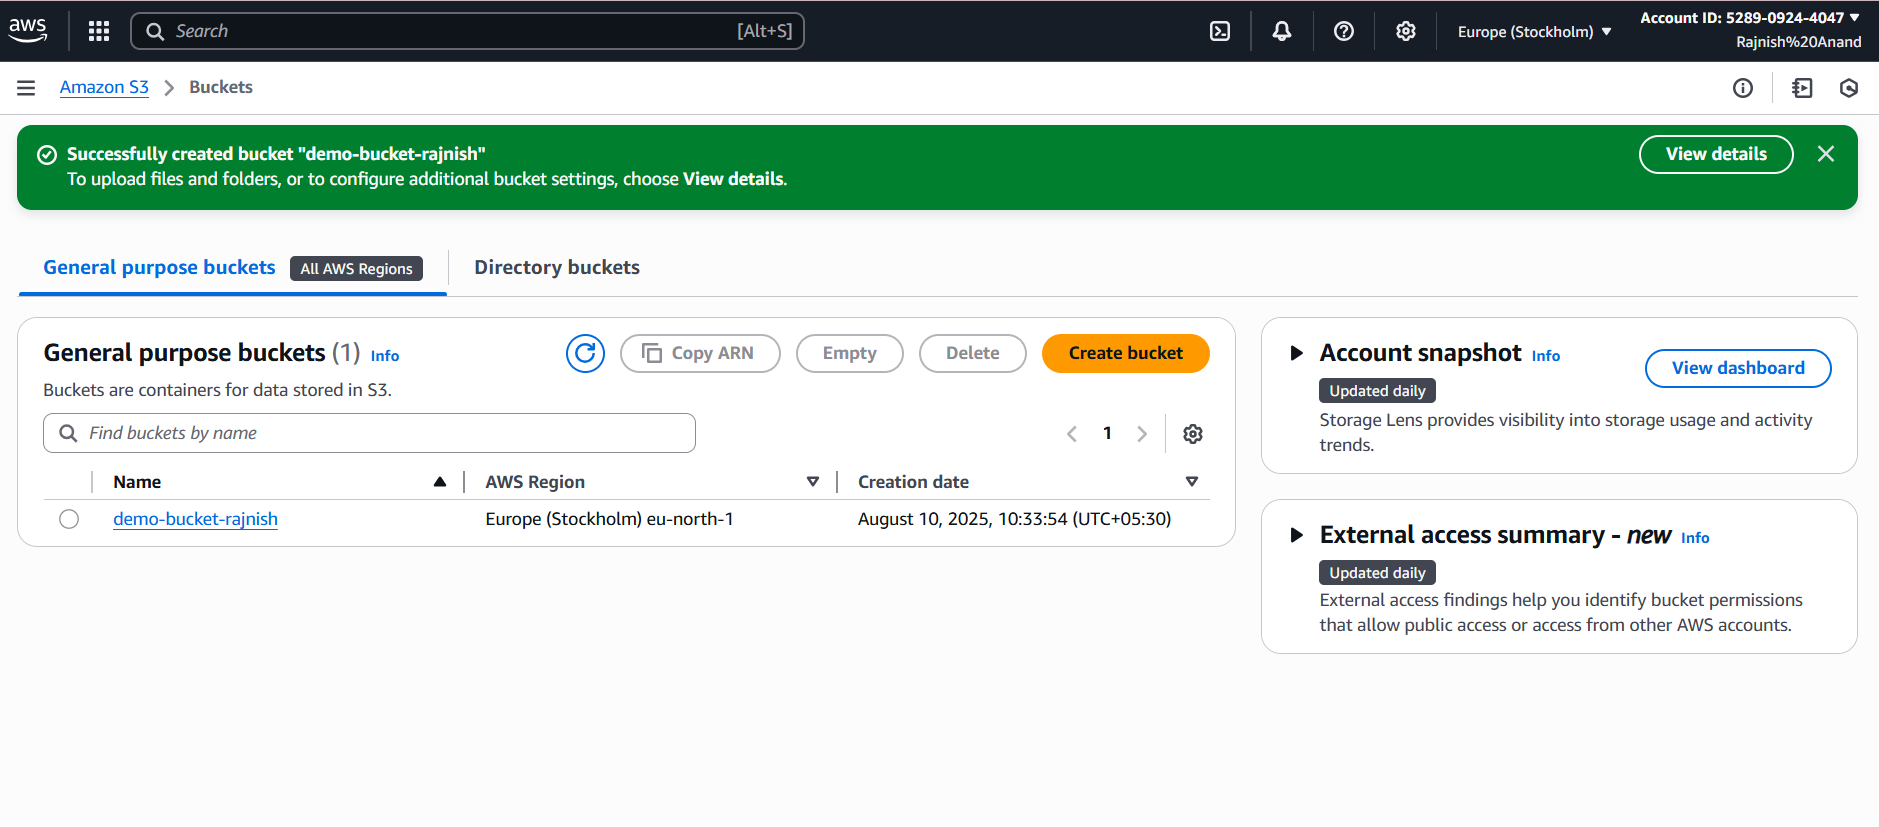 aws
Search [Alt+S]
Europe (Stockholm)
Account ID: 5289-0924-4047
Rajnish%20Anand
Amazon S3 Buckets
Successfully created bucket "demo-bucket-rajnish"
To upload files and folders, or to configure additional bucket settings, choose View details.
View details
General purpose buckets All AWS Regions Directory buckets
General purpose buckets (1) Info
Copy ARN Empty Delete Create bucket
Buckets are containers for data stored in S3.
Find buckets by name
1
Name AWS Region Creation date
demo-bucket-rajnish Europe (Stockholm) eu-north-1 August 10, 2025, 10:33:54 (UTC+05:30)
Account snapshot Info
View dashboard
Updated daily
Storage Lens provides visibility into storage usage and activity
trends.
External access summary - new Info
Updated daily
External access findings help you identify bucket permissions
that allow public access or access from other AWS accounts.